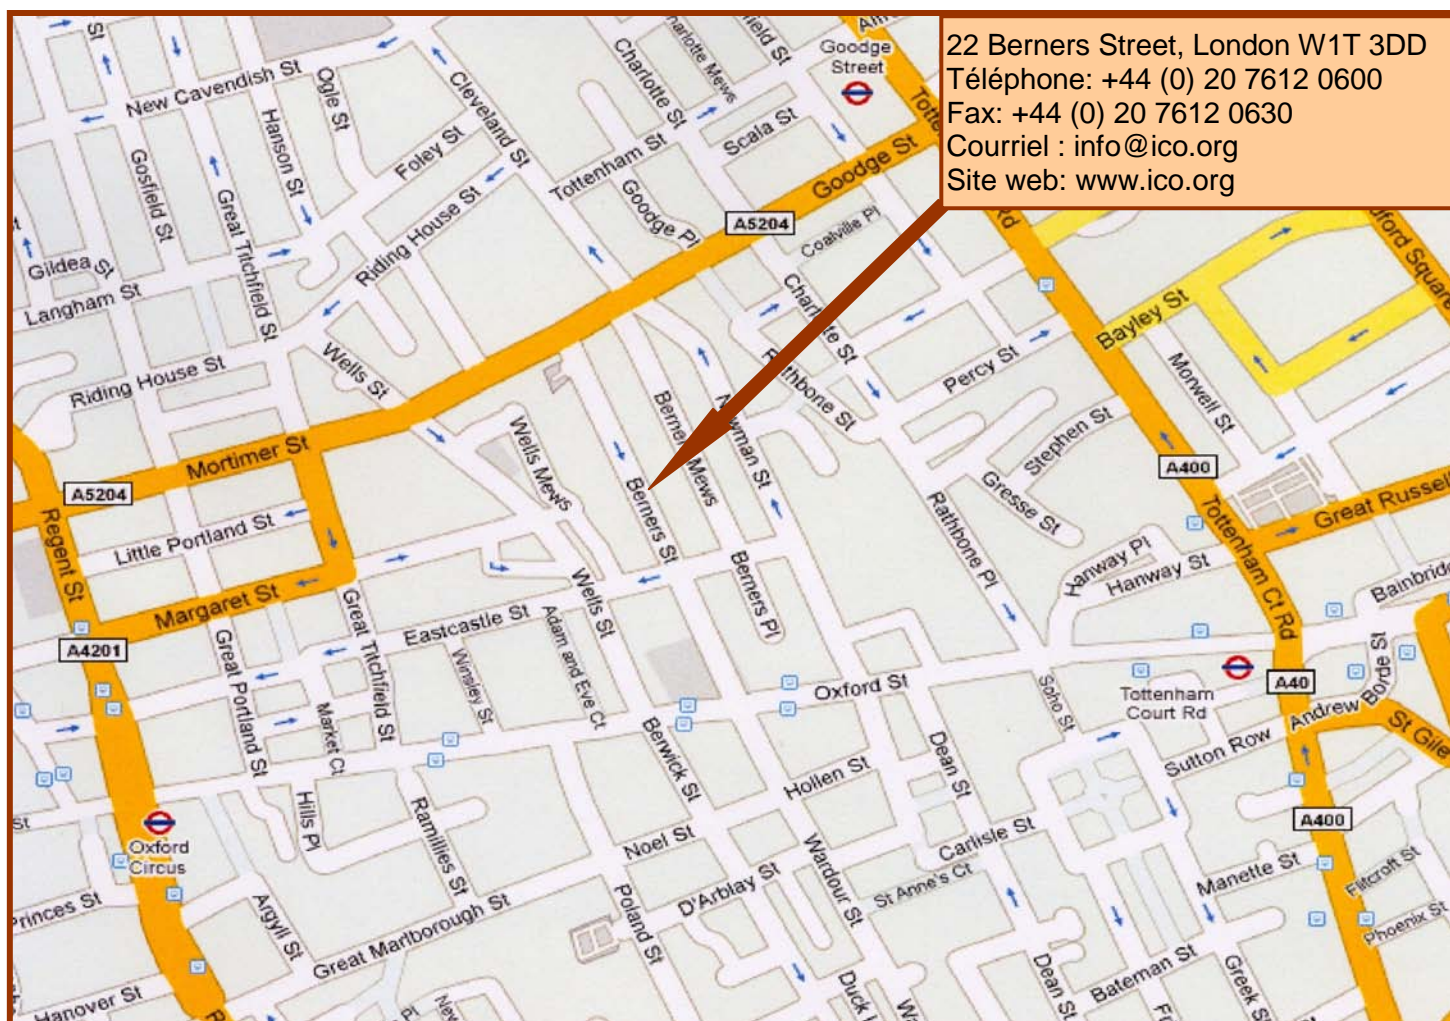 22 Berners Street, London W1T 3DD
Téléphone: +44 (0) 20 7612 0600
Fax: +44 (0) 20 7612 0630
Courriel : info@ico.org
Site web: www.ico.org
Goodge
Street
New Cavendish St
Ogle St
Cleveland St
Charlotte St
Scala St
Hanson St
Foley St
Tottenham St
Goodge St
Gosfield St
Great Titchfield St
Riding House St
Goodge Pl
A5204
Coalville Pl
Rd
Gildea St
Langham St
Charlotte St
Bayley St
Wells St
Riding House St
Rathbone St
Percy St
Morwell St
Berners Mews
Newman St
Wells Mews
Stephen St
Mortimer St
A5204
A400
Gresse St
Berners St
Great Russell
Regent St
Little Portland St
Rathbone Pl
Tottenham Ct Rd
Hanway Pl
Hanway St
Margaret St
Great Titchfield St
Wells St
Berners Pl
Eastcastle St
Adam and Eve Ct
Winsley St
A4201
Great Portland St
Market Ct
Oxford St
Soho St
Tottenham
Court Rd
A40
Andrew Borde St
St Gile
Sutton Row
Berwick St
Dean St
Hollen St
Hills Pl
Ramillies St
St
Oxford
Circus
Noel St
Wardour St
Carlisle St
A400
D'Arblay St
St Anne's Ct
Manette St
Flitcroft St
Princes St
Argyll St
Great Marlborough St
Poland St
Phoenix St
Dean St
Bateman St
Greek St
Hanover St